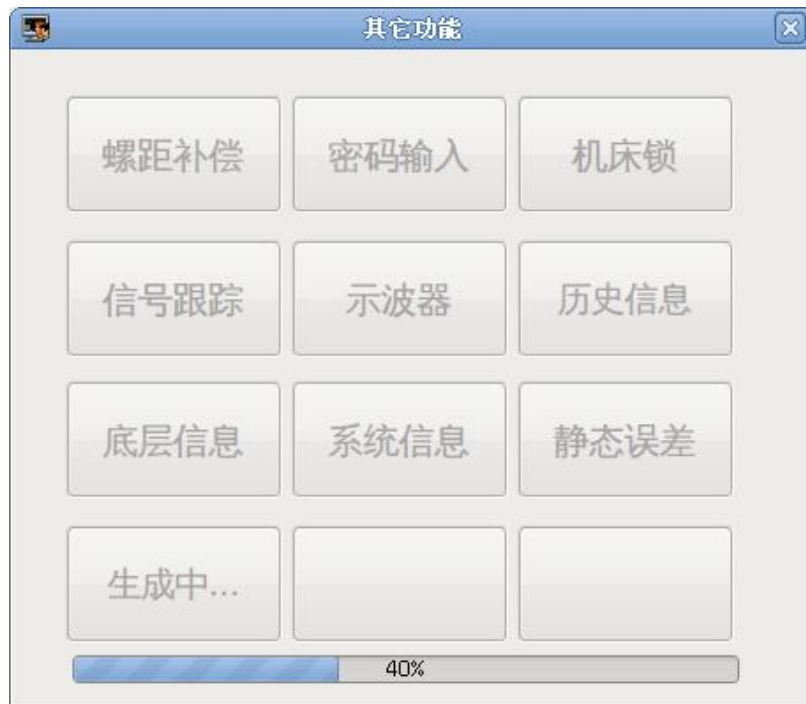 其它功能
螺距补偿 密码输入 机床锁
信号跟踪 示波器 历史信息
底层信息 系统信息 静态误差
生成中...
40%